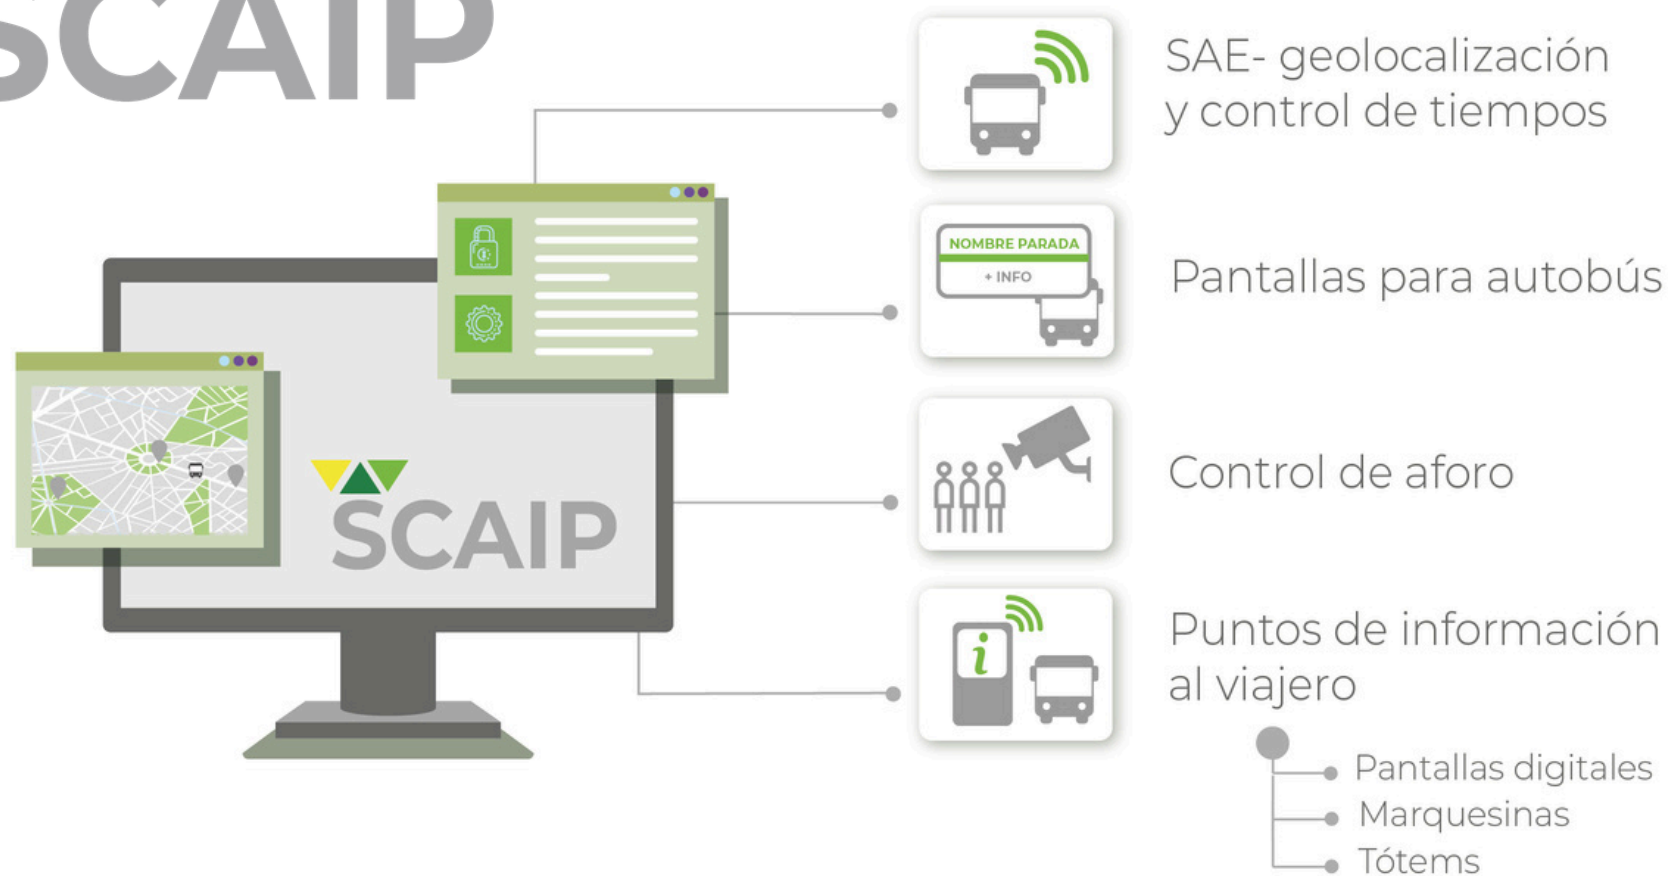 SCAIP
SAE- geolocalización
y control de tiempos
NOMBRE PARADA
+ INFO
Pantallas para autobús
SCAIP
Control de aforo
i
Puntos de información
al viajero
Pantallas digitales
Marquesinas
Tótems